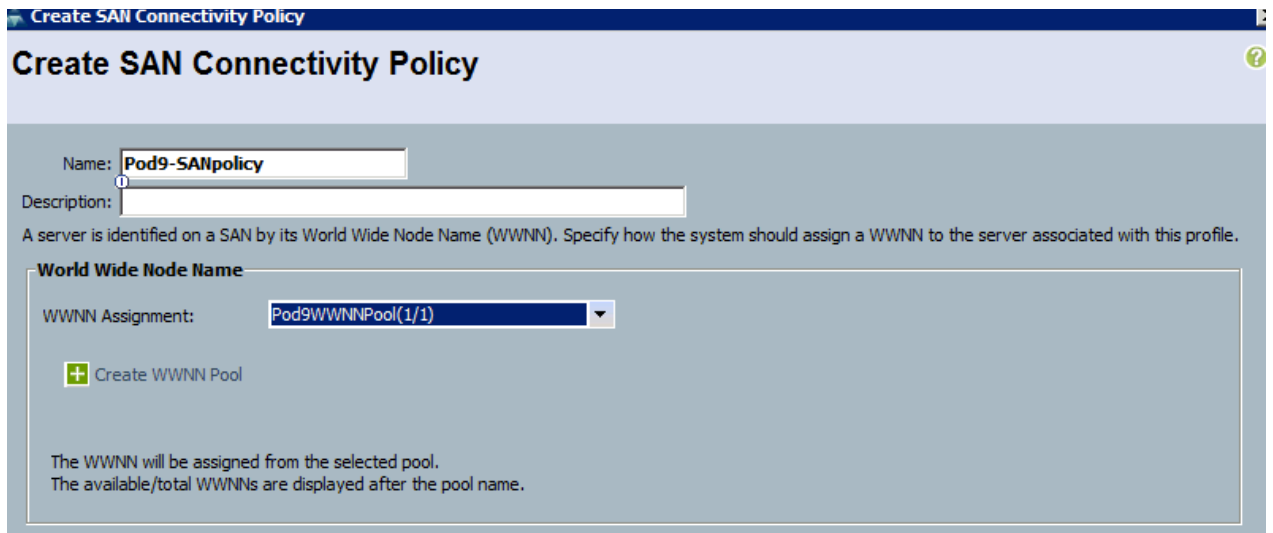 Create SAN Connectivity Policy
Create SAN Connectivity Policy
Name: Pod9-SANpolicy
Description:
A server is identified on a SAN by its World Wide Node Name (WWNN). Specify how the system should assign a WWNN to the server associated with this profile.
World Wide Node Name
WWNN Assignment: Pod9WWNNPool(1/1)
Create WWNN Pool
The WWNN will be assigned from the selected pool.
The available/total WWNNs are displayed after the pool name.